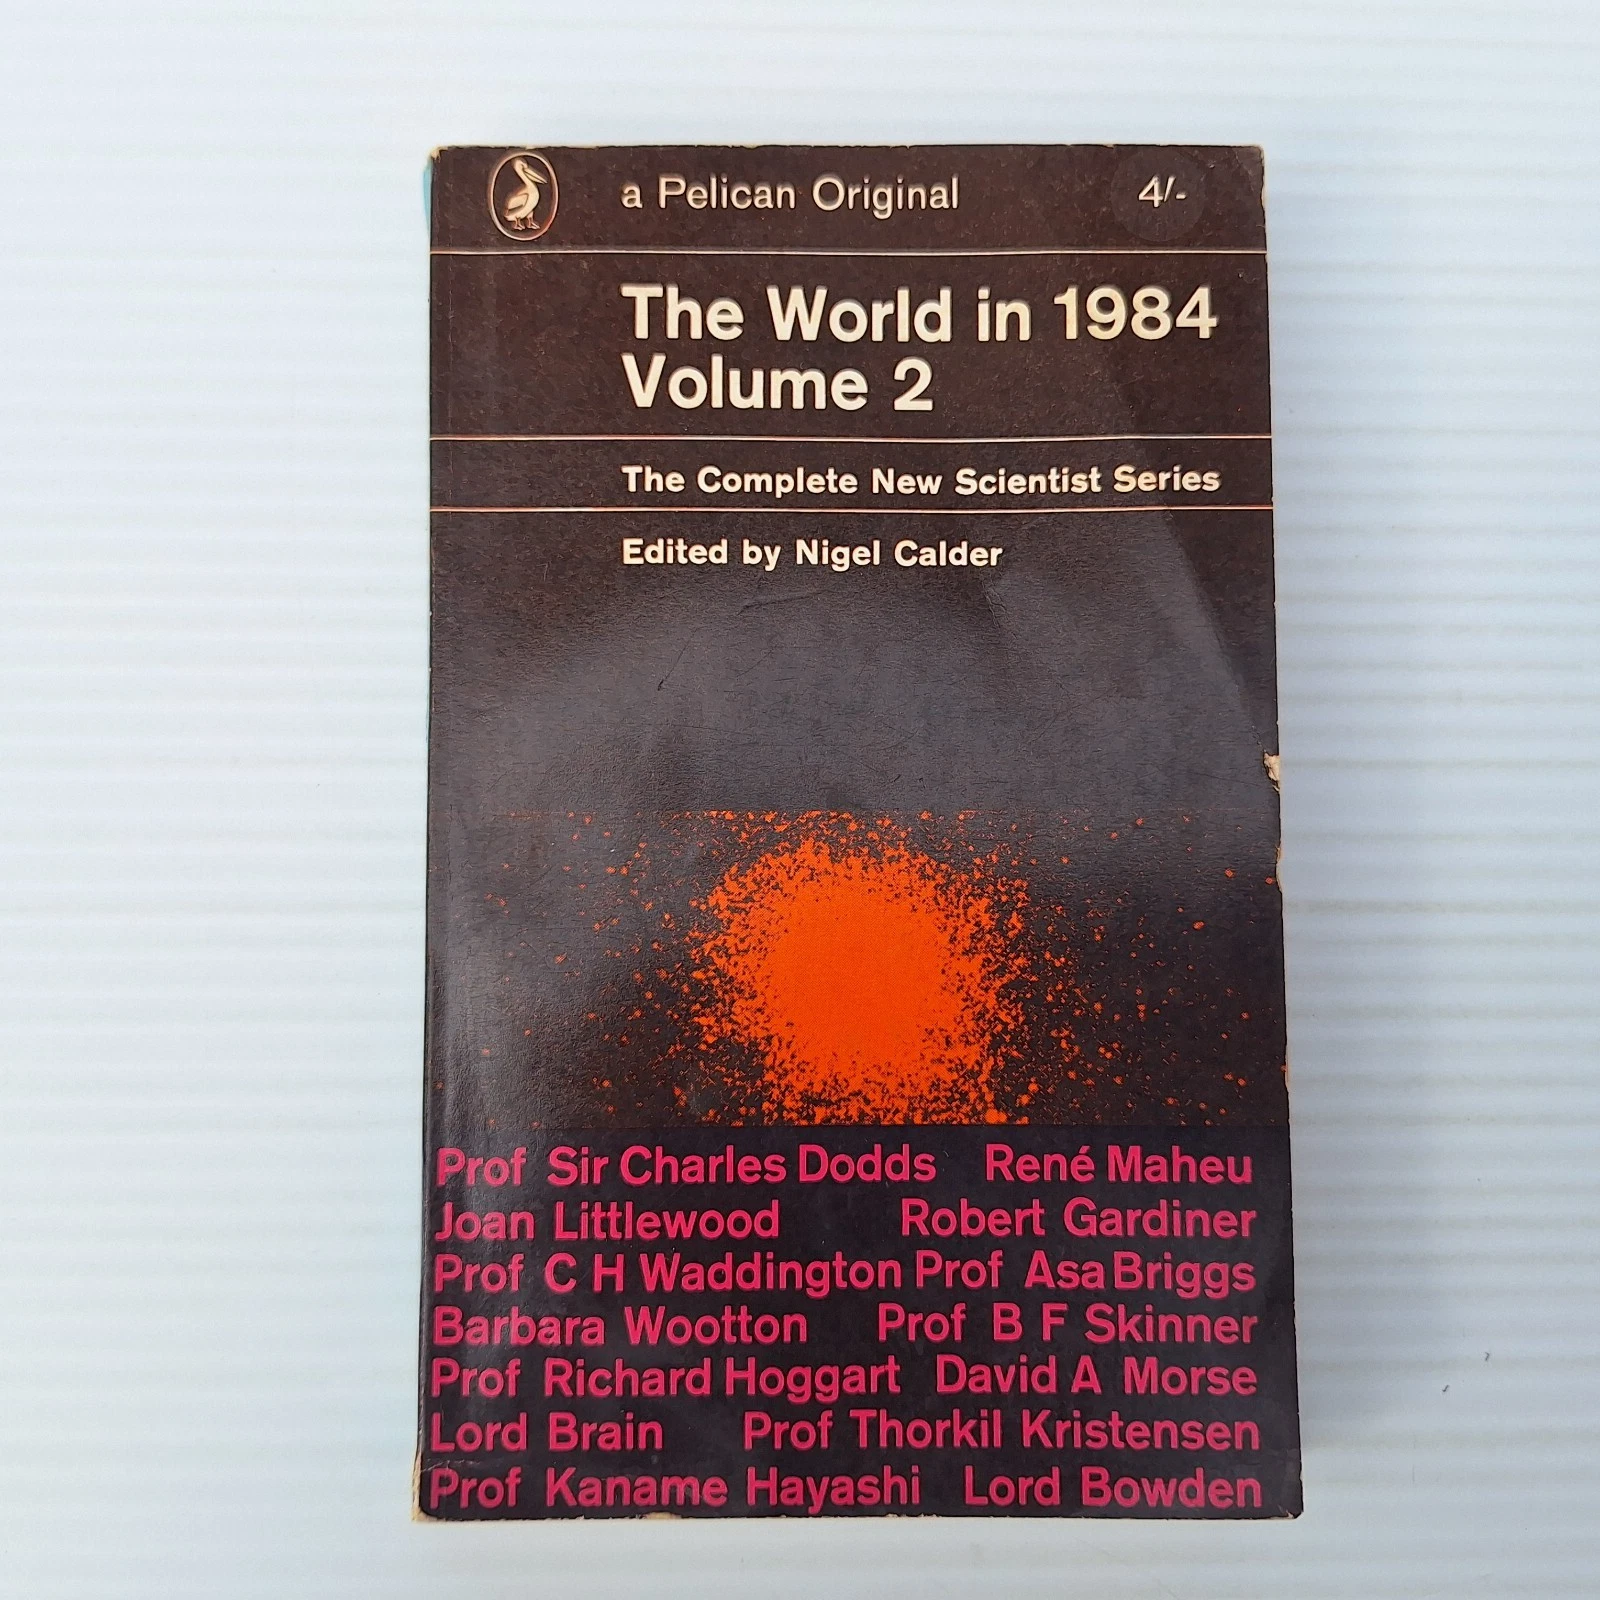 a Pelican Original 4/-
The World in 1984
Volume 2
The Complete New Scientist Series
Edited by Nigel Calder
Prof Sir Charles Dodds René Maheu
Joan Littlewood Robert Gardiner
Prof C H Waddington Prof Asa Briggs
Barbara Wootton Prof B F Skinner
Prof Richard Hoggart David A Morse
Lord Brain Prof Thorkil Kristensen
Prof Kaname Hayashi Lord Bowden